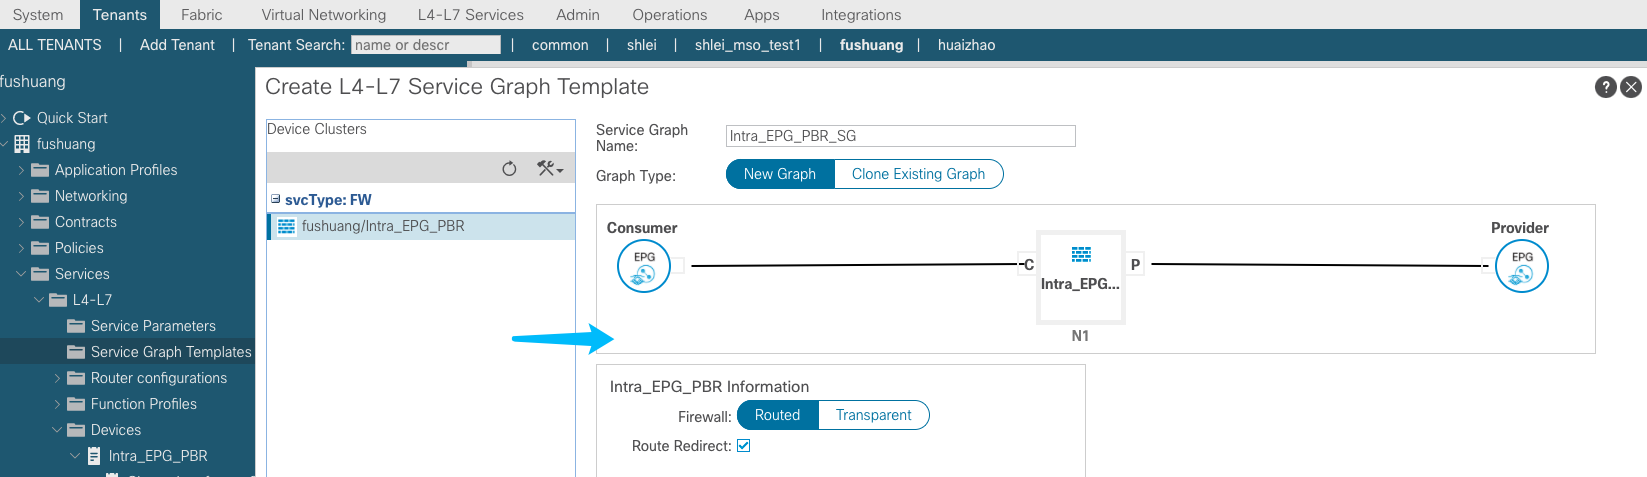 System Tenants Fabric Virtual Networking L4-L7 Services Admin Operations Apps Integrations
ALL TENANTS | Add Tenant | Tenant Search: name or descr | common | shlei | shlei_mso_test1 | fushuang | huaizhao
fushuang
Quick Start
fushuang
Application Profiles
Networking
Contracts
Policies
Services
L4-L7
Service Parameters
Service Graph Templates
Router configurations
Function Profiles
Devices
Intra_EPG_PBR
Create L4-L7 Service Graph Template
?
Device Clusters
svcType: FW
fushuang/Intra_EPG_PBR
Service Graph
Name:
Intra_EPG_PBR_SG
Graph Type: New Graph Clone Existing Graph
Consumer
Provider
EPG
C
P
EPG
Intra_EPG...
N1
Intra_EPG_PBR Information
Firewall: Routed Transparent
Route Redirect: